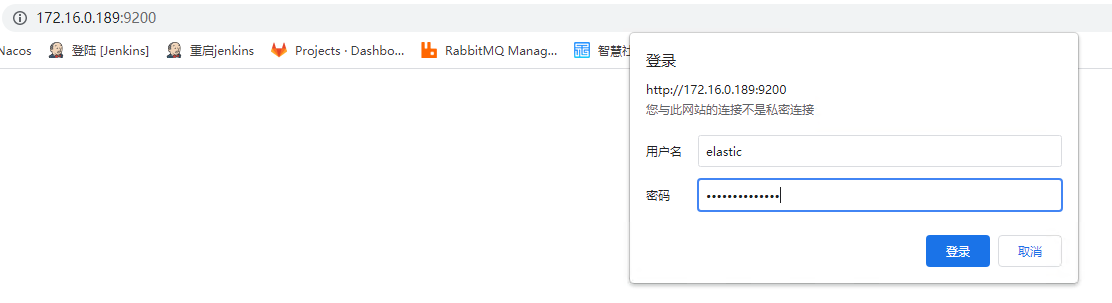 172.16.0.189:9200
Nacos 登陆 [Jenkins] 重启jenkins Projects · Dashbo... RabbitMQ Manag... 智慧社
登录
http://172.16.0.189:9200
您与此网站的连接不是私密连接
用户名 elastic
密码 ••••••••••••••
登录 取消